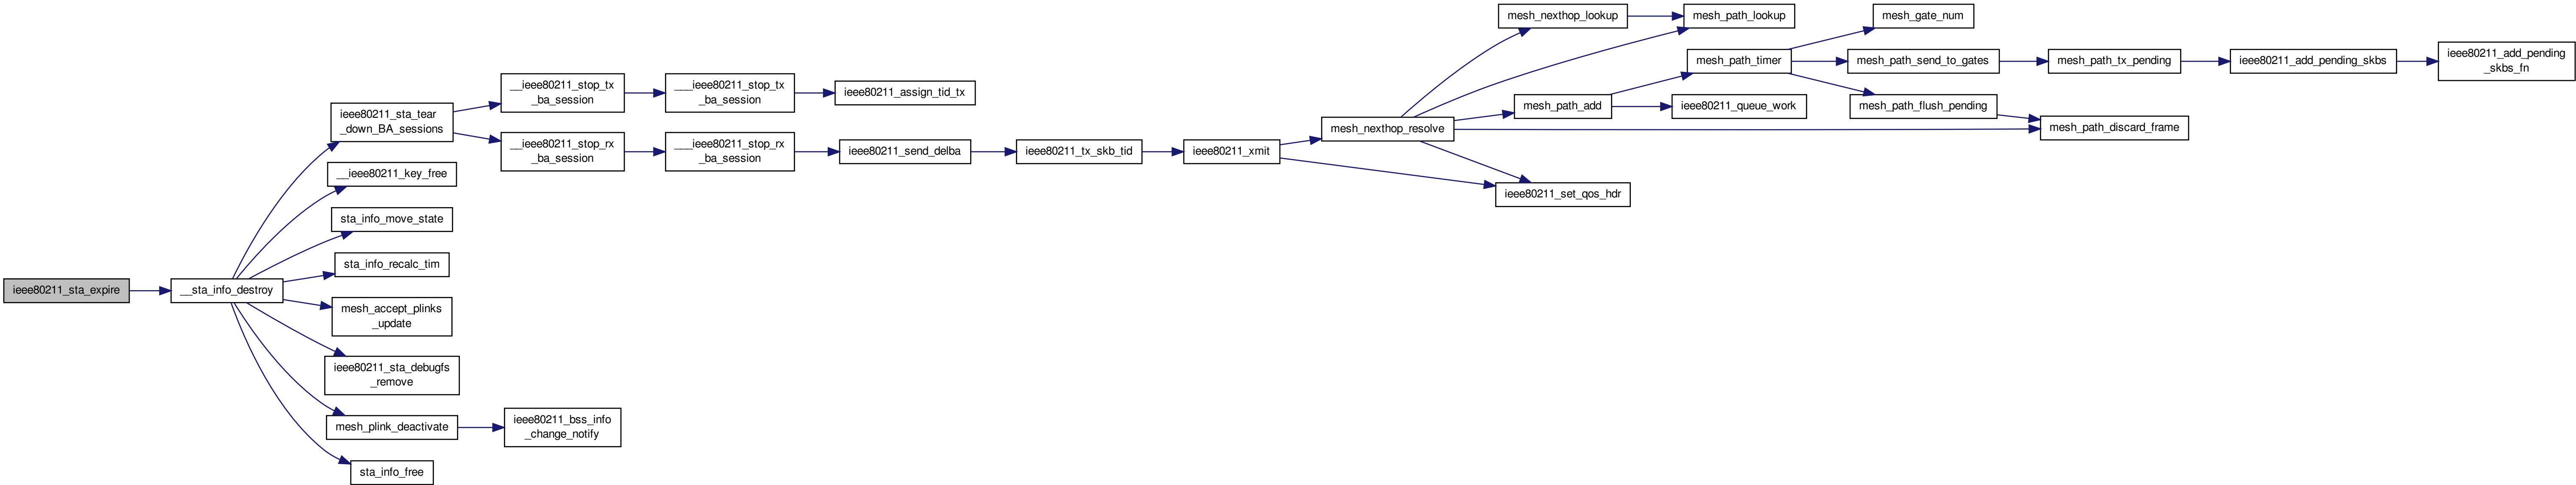 ieee80211_sta_expire
__sta_info_destroy
ieee80211_sta_tear
_down_BA_sessions
__ieee80211_key_free
sta_info_move_state
sta_info_recalc_tim
mesh_accept_plinks
_update
ieee80211_sta_debugfs
_remove
mesh_plink_deactivate
sta_info_free
__ieee80211_stop_tx
_ba_session
__ieee80211_stop_rx
_ba_session
ieee80211_bss_info
_change_notify
___ieee80211_stop_tx
_ba_session
___ieee80211_stop_rx
_ba_session
ieee80211_assign_tid_tx
ieee80211_send_delba
ieee80211_tx_skb_tid
ieee80211_xmit
mesh_nexthop_resolve
mesh_nexthop_lookup
mesh_path_add
ieee80211_set_qos_hdr
mesh_path_lookup
mesh_path_timer
ieee80211_queue_work
mesh_gate_num
mesh_path_send_to_gates
mesh_path_flush_pending
mesh_path_tx_pending
mesh_path_discard_frame
ieee80211_add_pending_skbs
ieee80211_add_pending
_skbs_fn